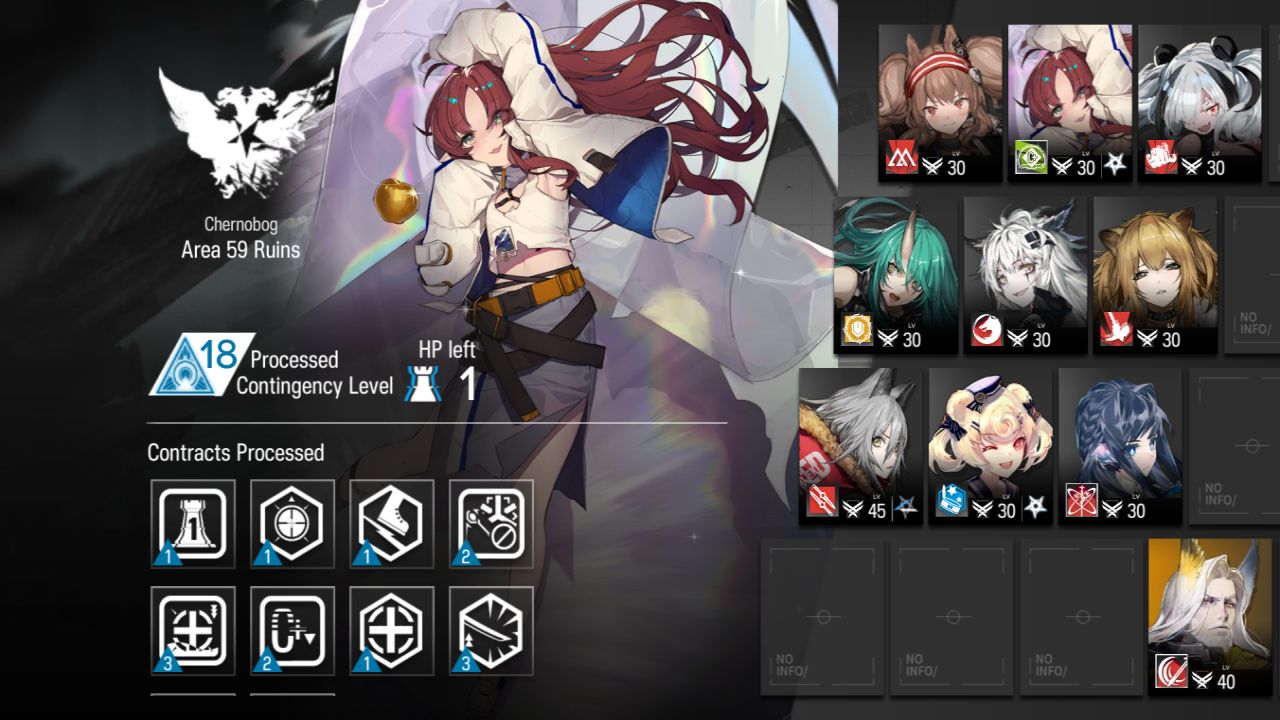 Chernobog
Area 59 Ruins
18
Processed
Contingency Level
HP left
1
Contracts Processed
1
1
1
1
2
3
2
1
3
LV
30
LV
30
LV
30
LV
30
LV
30
LV
30
NO
INFO/
LV
45
LV
30
LV
30
NO
INFO/
NO
INFO/
NO
INFO/
NO
INFO/
LV
40